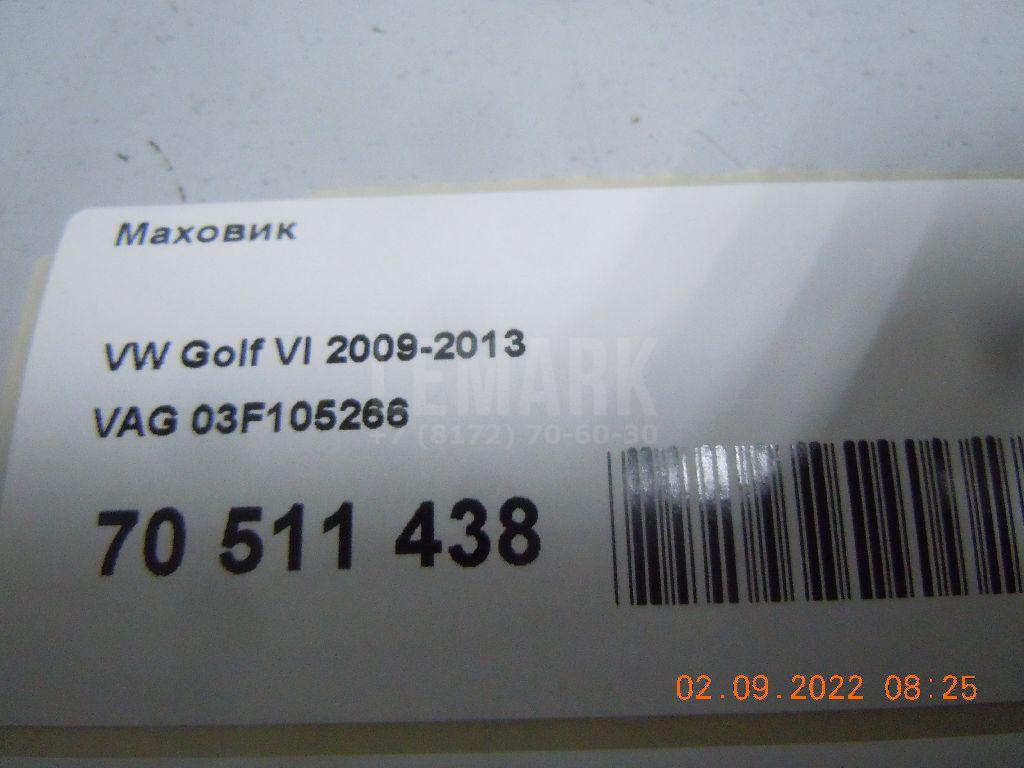 Маховик
VW Golf VI 2009-2013
LEMARK
VAG 03F105266
+7 (8172) 70-60-30
70 511 438
02.09.2022 08:25